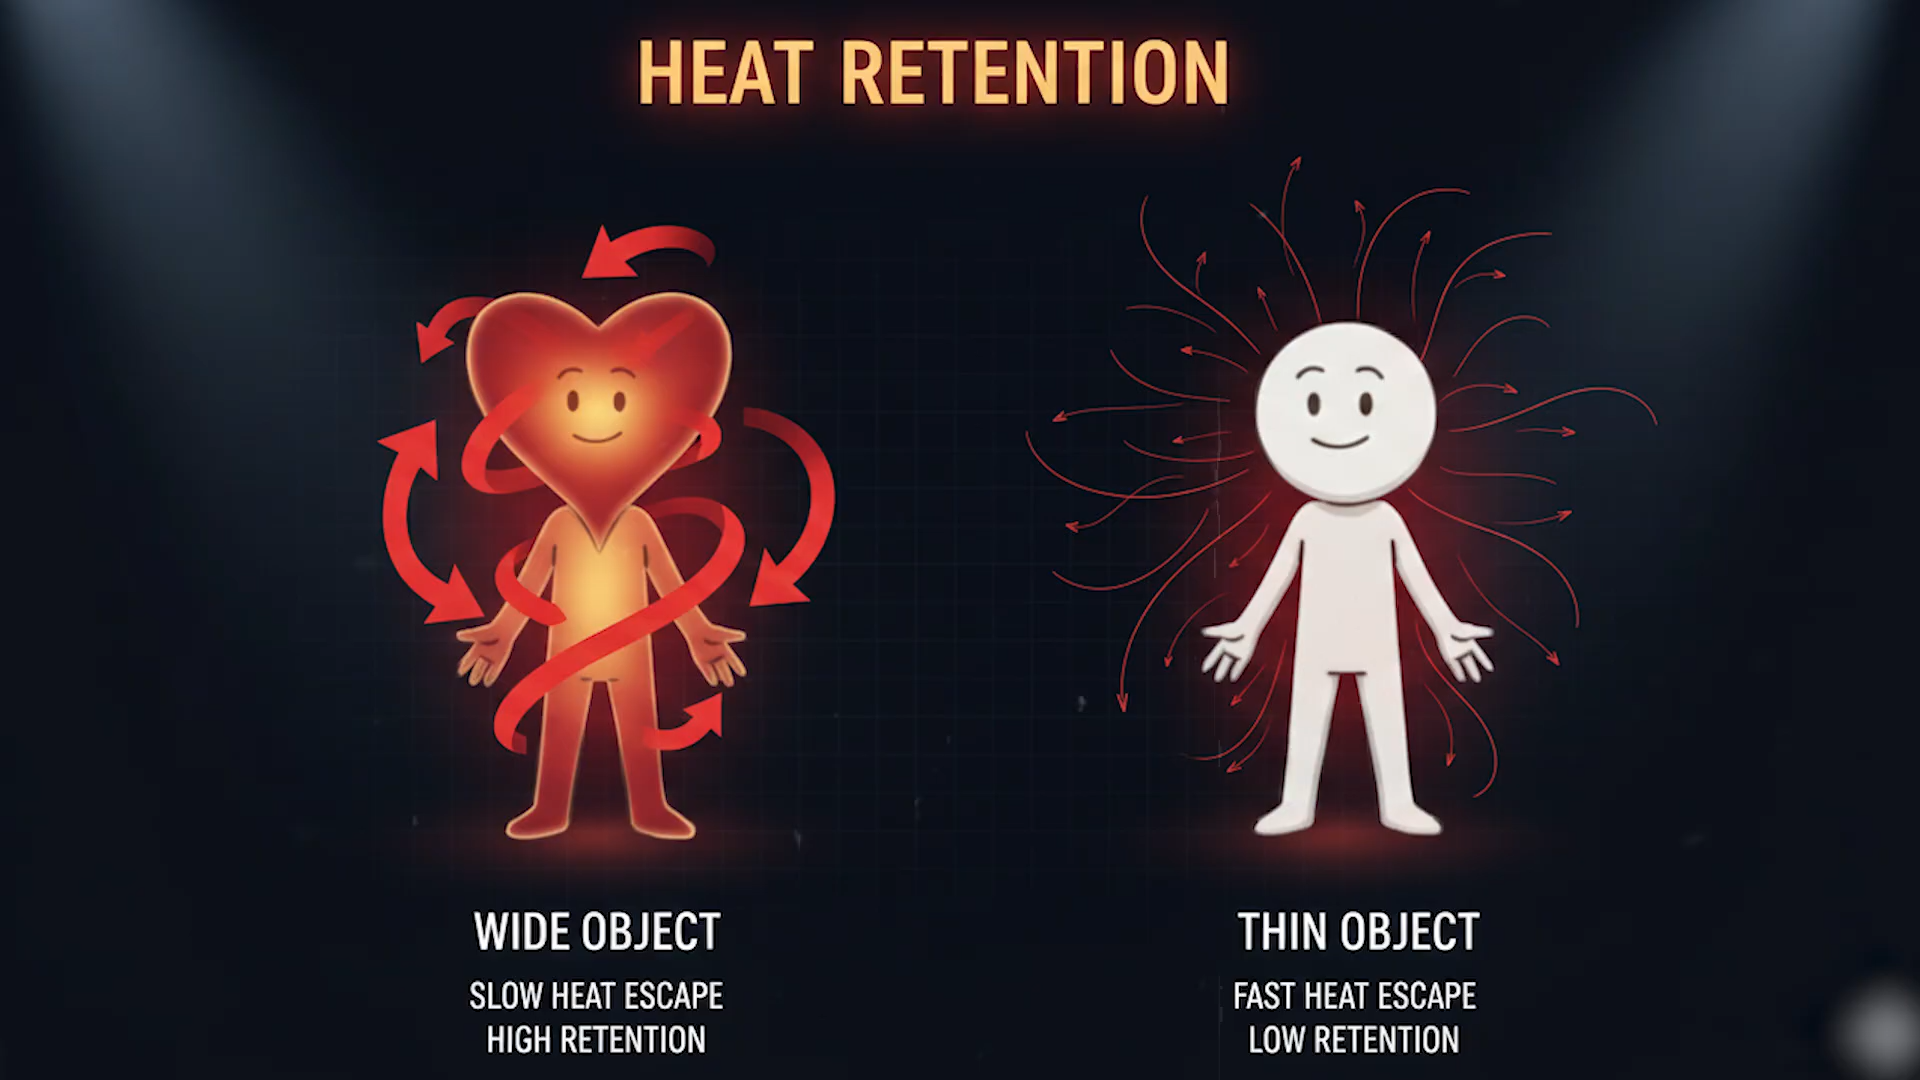 HEAT RETENTION
WIDE OBJECT
SLOW HEAT ESCAPE
HIGH RETENTION
THIN OBJECT
FAST HEAT ESCAPE
LOW RETENTION